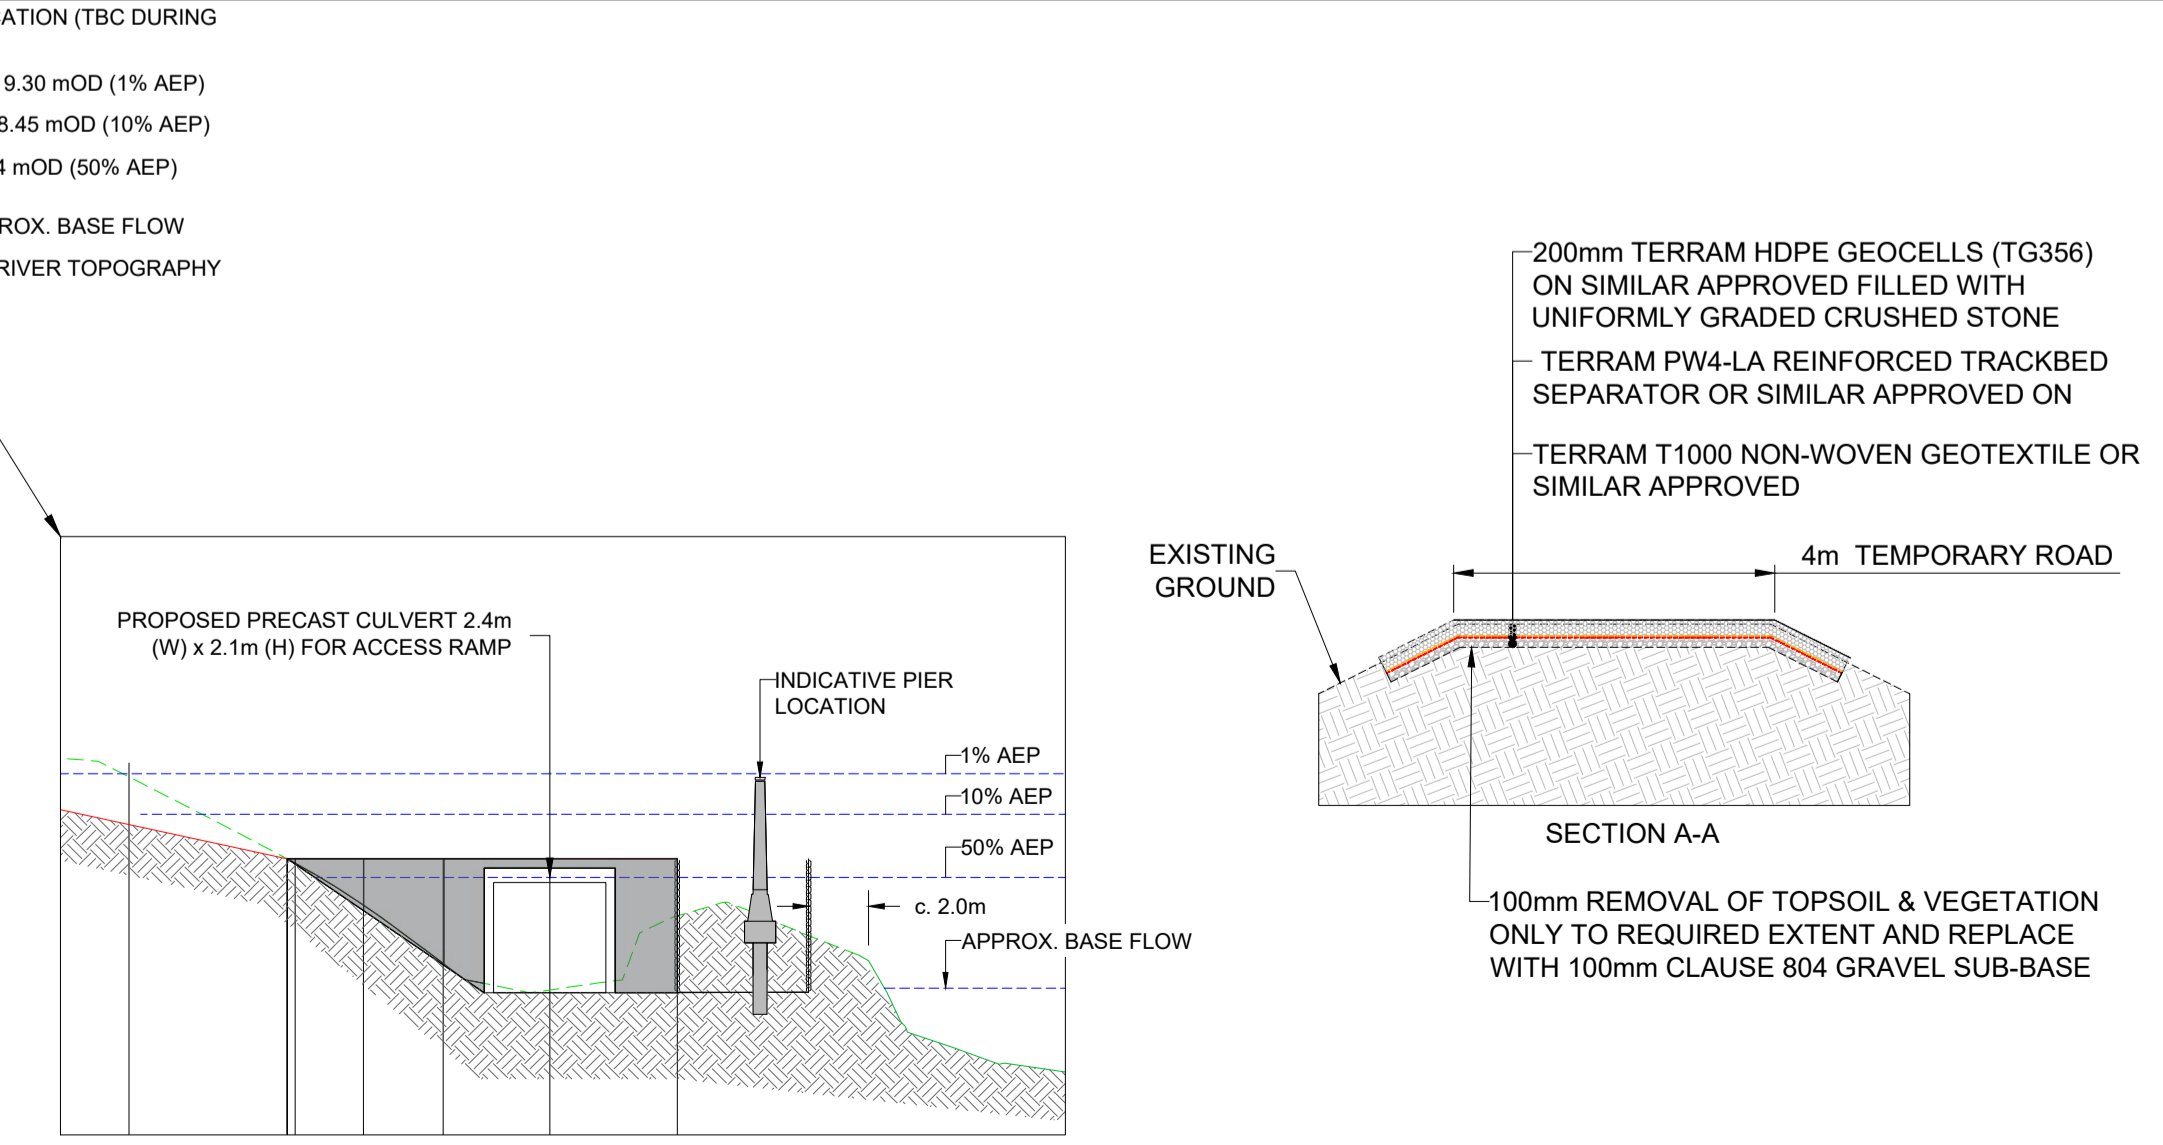 (TBC DURING
9.30 mOD (1% AEP)
8.45 mOD (10% AEP)
mOD (50% AEP)
BASE FLOW
RIVER TOPOGRAPHY
200mm TERRAM HDPE GEOCELLS (TG356)
ON SIMILAR APPROVED FILLED WITH
UNIFORMLY GRADED CRUSHED STONE
TERRAM PW4-LA REINFORCED TRACKBED
SEPARATOR OR SIMILAR APPROVED ON
TERRAM T1000 NON-WOVEN GEOTEXTILE OR
SIMILAR APPROVED
EXISTING
GROUND
4m TEMPORARY ROAD
PROPOSED PRECAST CULVERT 2.4m
(W) x 2.1m (H) FOR ACCESS RAMP
INDICATIVE PIER
LOCATION
1% AEP
10% AEP
50% AEP
c. 2.0m
APPROX. BASE FLOW
SECTION A-A
100mm REMOVAL OF TOPSOIL & VEGETATION
ONLY TO REQUIRED EXTENT AND REPLACE
WITH 100mm CLAUSE 804 GRAVEL SUB-BASE